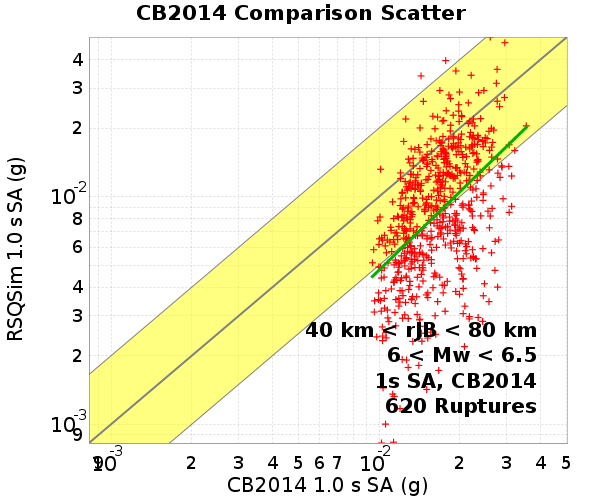 CB2014 Comparison Scatter
RSQSim 1.0 s SA (g)
4
3
2
10-2
8
6
4
3
2
10-3
9
40 km < rJB < 80 km
6 < Mw < 6.5
1s SA, CB2014
620 Ruptures
9 10-3 2 3 4 5 6 7 10-2 2 3 4 5
CB2014 1.0 s SA (g)